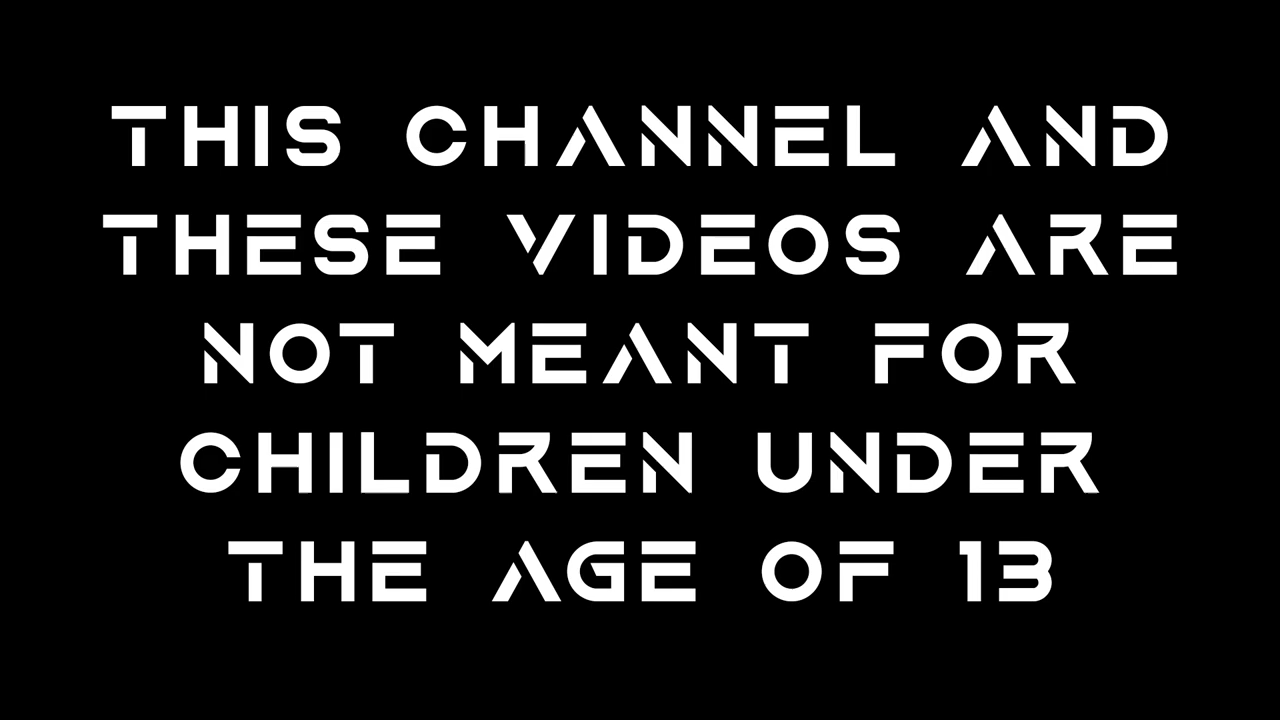 THIS CHANNEL AND
THESE VIDEOS ARE
NOT MEANT FOR
CHILDREN UNDER
THE AGE OF 13